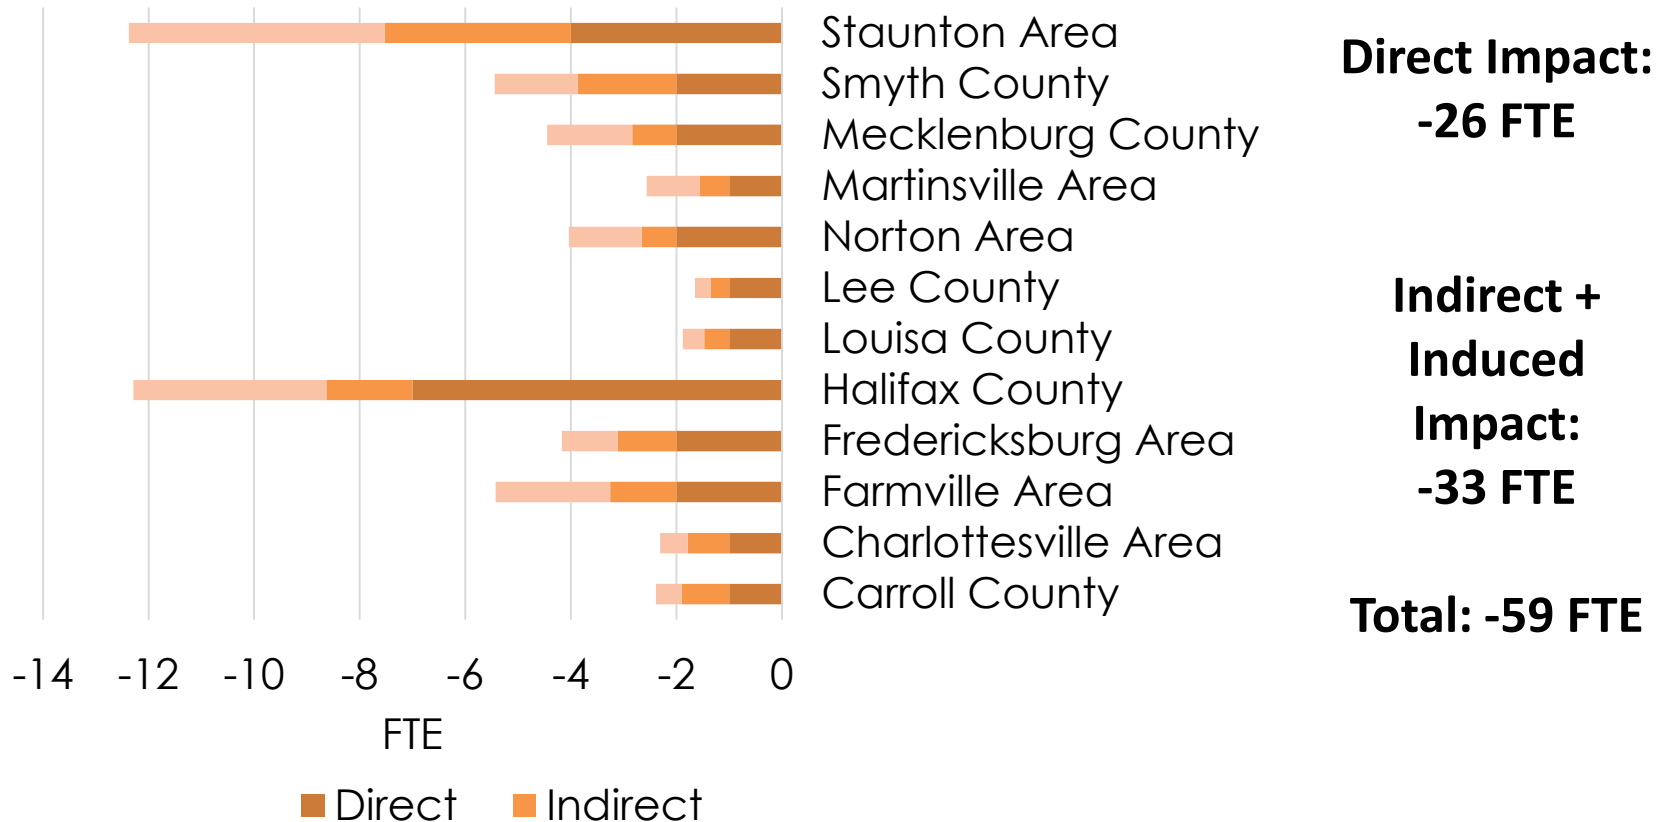 Staunton Area
Smyth County
Mecklenburg County
Martinsville Area
Norton Area
Lee County
Louisa County
Halifax County
Fredericksburg Area
Farmville Area
Charlottesville Area
Carroll County
-14 -12 -10 -8 -6 -4 -2 0
FTE
Direct Indirect
Direct Impact:
-26 FTE
Indirect +
Induced
Impact:
-33 FTE
Total: -59 FTE